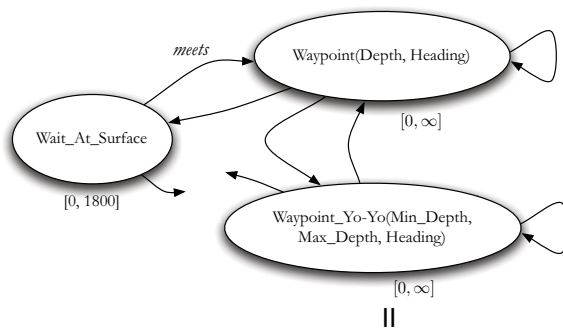 meets
Waypoint(Depth, Heading)
[0, ∞]
Wait_At_Surface
[0, 1800]
Waypoint_Yo-Yo(Min_Depth,
Max_Depth, Heading)
[0, ∞]
II